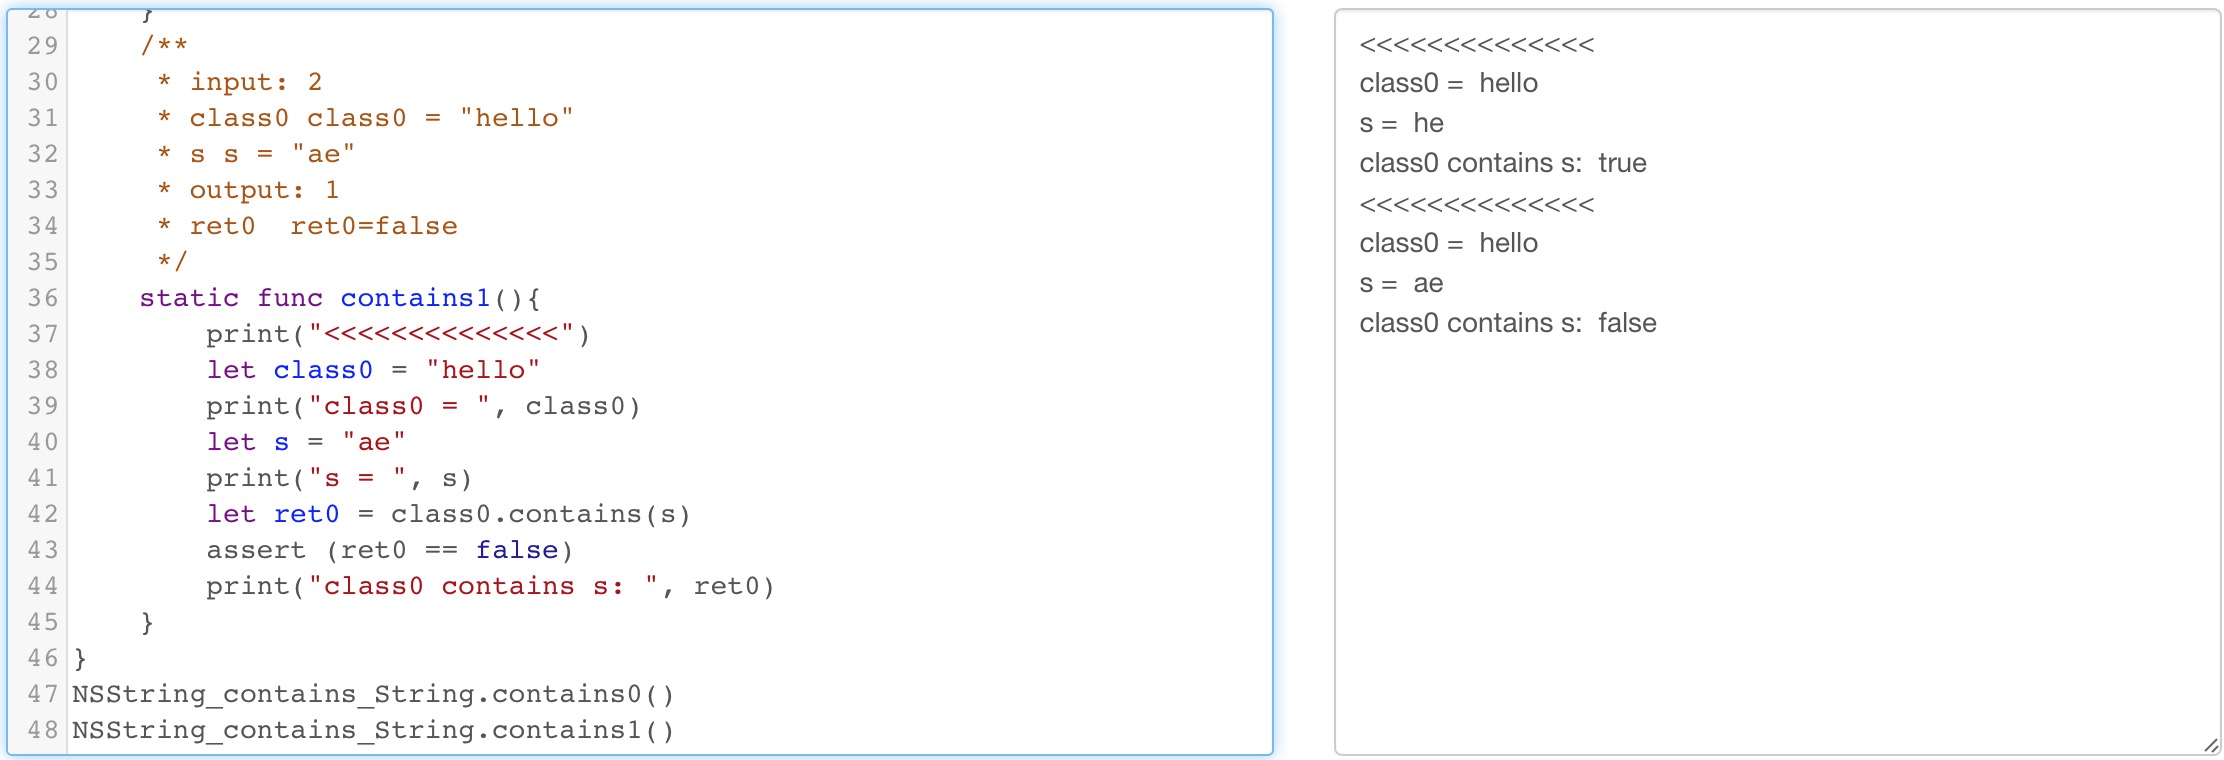 28     }
29     /**
30      * input: 2
31      * class0 class0 = "hello"
32      * s s = "ae"
33      * output: 1
34      * ret0  ret0=false
35      */
36     static func contains1(){
37         print("<<<<<<<<<<<<<<")
38         let class0 = "hello"
39         print("class0 = ", class0)
40         let s = "ae"
41         print("s = ", s)
42         let ret0 = class0.contains(s)
43         assert (ret0 == false)
44         print("class0 contains s: ", ret0)
45     }
46 }
47 NSString_contains_String.contains0()
48 NSString_contains_String.contains1()
<<<<<<<<<<<<<<
class0 =  hello
s =  he
class0 contains s:  true
<<<<<<<<<<<<<<
class0 =  hello
s =  ae
class0 contains s:  false